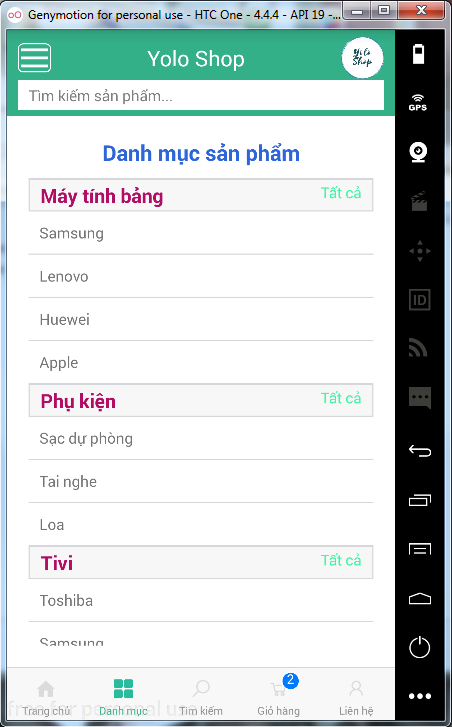 Genymotion for personal use - HTC One - 4.4.4 - API 19 -...
Yolo Shop
Yolo
Shop
Tìm kiếm sản phẩm...
GPS
Danh mục sản phẩm
Máy tính bảng Tất cả
Samsung
Lenovo
Huewei
Apple
ID
Phụ kiện Tất cả
Sạc dự phòng
Tai nghe
Loa
Tivi Tất cả
Toshiba
Samsung
2
Trang chủ Danh mục Tìm kiếm Giỏ hàng Liên hệ
free for personal use